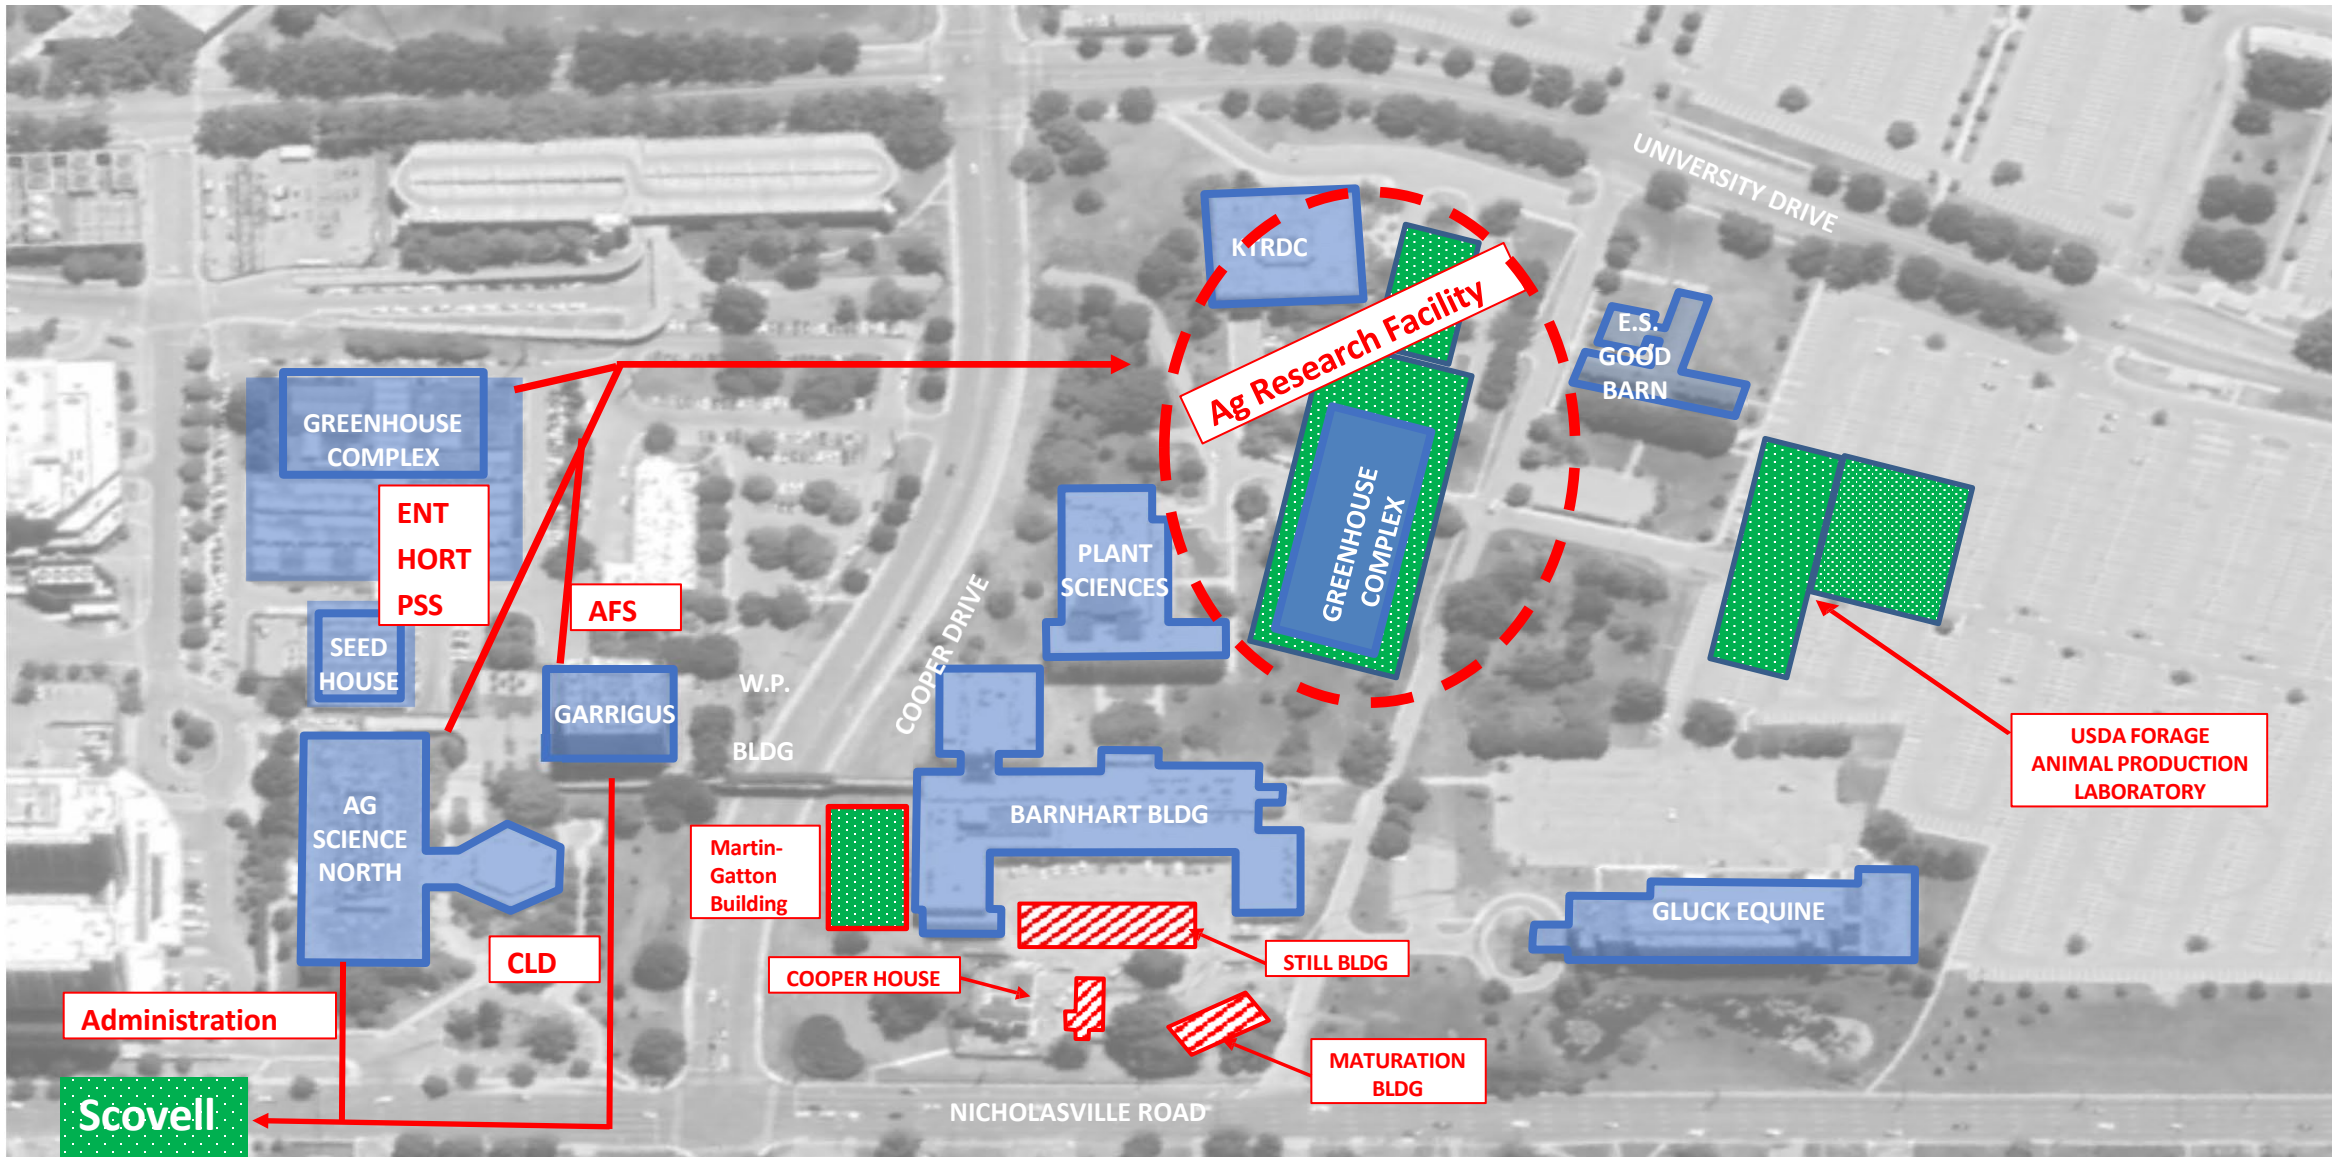 UNIVERSITY DRIVE
KTRDC
Ag Research Facility
E.S.
GOOD
BARN
GREENHOUSE
COMPLEX
ENT
HORT
PSS
GREENHOUSE
COMPLEX
PLANT
SCIENCES
AFS
SEED
HOUSE
COOPER DRIVE
W.P.
GARRIGUS
BLDG
USDA FORAGE
ANIMAL PRODUCTION
LABORATORY
AG
SCIENCE
NORTH
BARNHART BLDG
Martin-
Gatton
Building
GLUCK EQUINE
CLD
STILL BLDG
COOPER HOUSE
Administration
MATURATION
BLDG
Scovell
NICHOLASVILLE ROAD